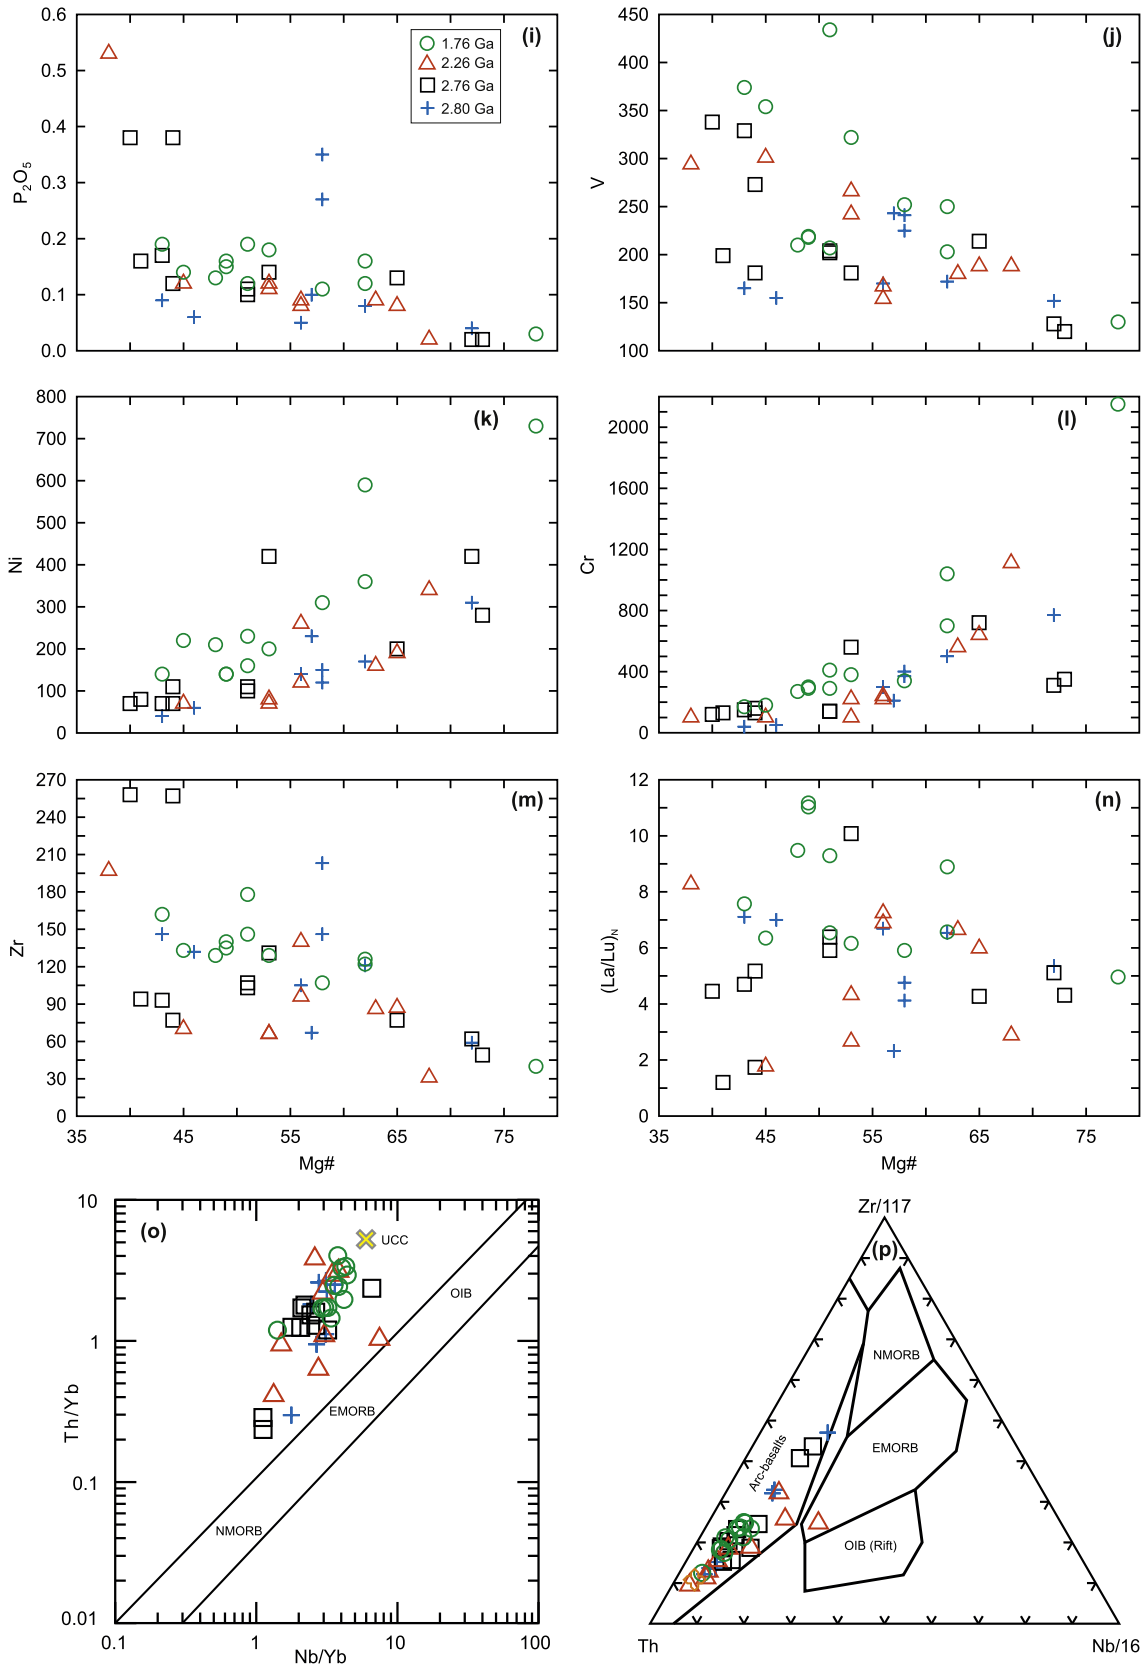 0.6
0.5
0.4
0.3
0.2
0.1
0.0
P₂O₅
(i)
1.76 Ga
2.26 Ga
2.76 Ga
2.80 Ga
450
400
350
300
250
200
150
100
V
(j)
800
700
600
500
400
300
200
100
0
Ni
(k)
2000
1600
1200
800
400
0
Cr
(l)
270
240
210
180
150
120
90
60
30
0
Zr
(m)
35 45 55 65 75
Mg#
12
10
8
6
4
2
0
(La/Lu)N
(n)
35 45 55 65 75
Mg#
10
1
0.1
0.01
Th/Yb
(o)
UCC
OIB
EMORB
NMORB
0.1 1 10 100
Nb/Yb
Zr/117
(p)
NMORB
EMORB
Arc-basalts
OIB (Rift)
Th
Nb/16